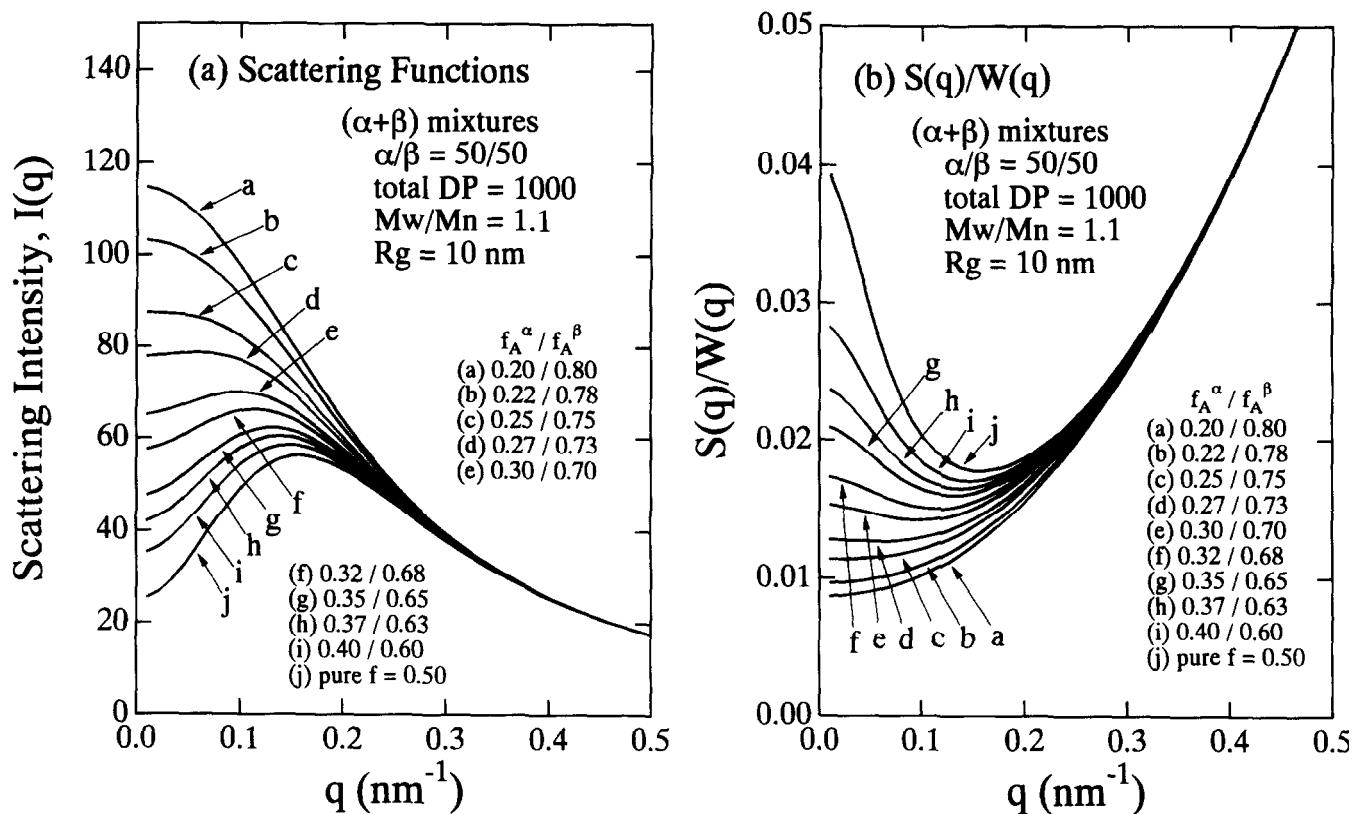 (a) Scattering Functions
(α+β) mixtures
α/β = 50/50
total DP = 1000
Mw/Mn = 1.1
Rg = 10 nm
Scattering Intensity, I(q)
140
120
100
80
60
40
20
0
a
b
c
d
e
f
g
h
i
j
f_A^α / f_A^β
(a) 0.20 / 0.80
(b) 0.22 / 0.78
(c) 0.25 / 0.75
(d) 0.27 / 0.73
(e) 0.30 / 0.70
(f) 0.32 / 0.68
(g) 0.35 / 0.65
(h) 0.37 / 0.63
(i) 0.40 / 0.60
(j) pure f = 0.50
0.0 0.1 0.2 0.3 0.4 0.5
q (nm⁻¹)
(b) S(q)/W(q)
(α+β) mixtures
α/β = 50/50
total DP = 1000
Mw/Mn = 1.1
Rg = 10 nm
S(q)/W(q)
0.05
0.04
0.03
0.02
0.01
0.00
g
h
i
j
f e d c b a
f_A^α / f_A^β
(a) 0.20 / 0.80
(b) 0.22 / 0.78
(c) 0.25 / 0.75
(d) 0.27 / 0.73
(e) 0.30 / 0.70
(f) 0.32 / 0.68
(g) 0.35 / 0.65
(h) 0.37 / 0.63
(i) 0.40 / 0.60
(j) pure f = 0.50
0.0 0.1 0.2 0.3 0.4 0.5
q (nm⁻¹)